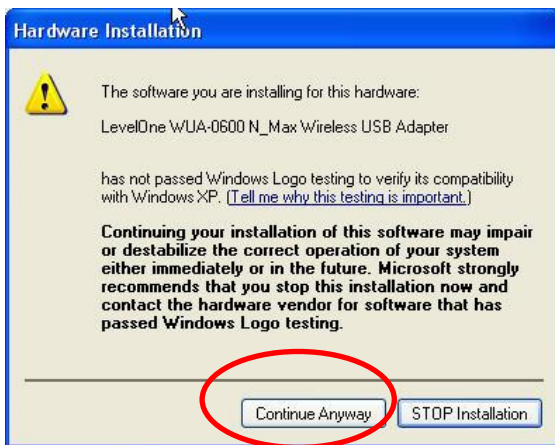 Hardware Installation
The software you are installing for this hardware:
LevelOne WUA-0600 N_Max Wireless USB Adapter
has not passed Windows Logo testing to verify its compatibility
with Windows XP. (Tell me why this testing is important.)
Continuing your installation of this software may impair
or destabilize the correct operation of your system
either immediately or in the future. Microsoft strongly
recommends that you stop this installation now and
contact the hardware vendor for software that has
passed Windows Logo testing.
Continue Anyway
STOP Installation